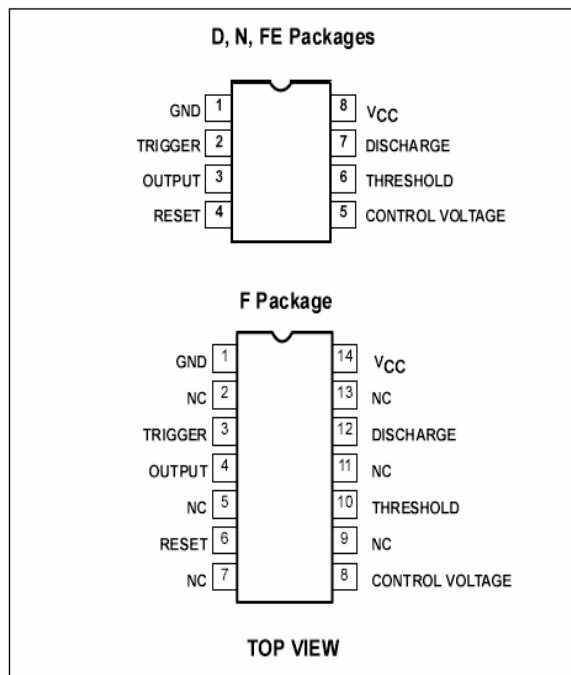 D, N, FE Packages
GND 1 8 VCC
TRIGGER 2 7 DISCHARGE
OUTPUT 3 6 THRESHOLD
RESET 4 5 CONTROL VOLTAGE
F Package
GND 1 14 VCC
NC 2 13 NC
TRIGGER 3 12 DISCHARGE
OUTPUT 4 11 NC
NC 5 10 THRESHOLD
RESET 6 9 NC
NC 7 8 CONTROL VOLTAGE
TOP VIEW